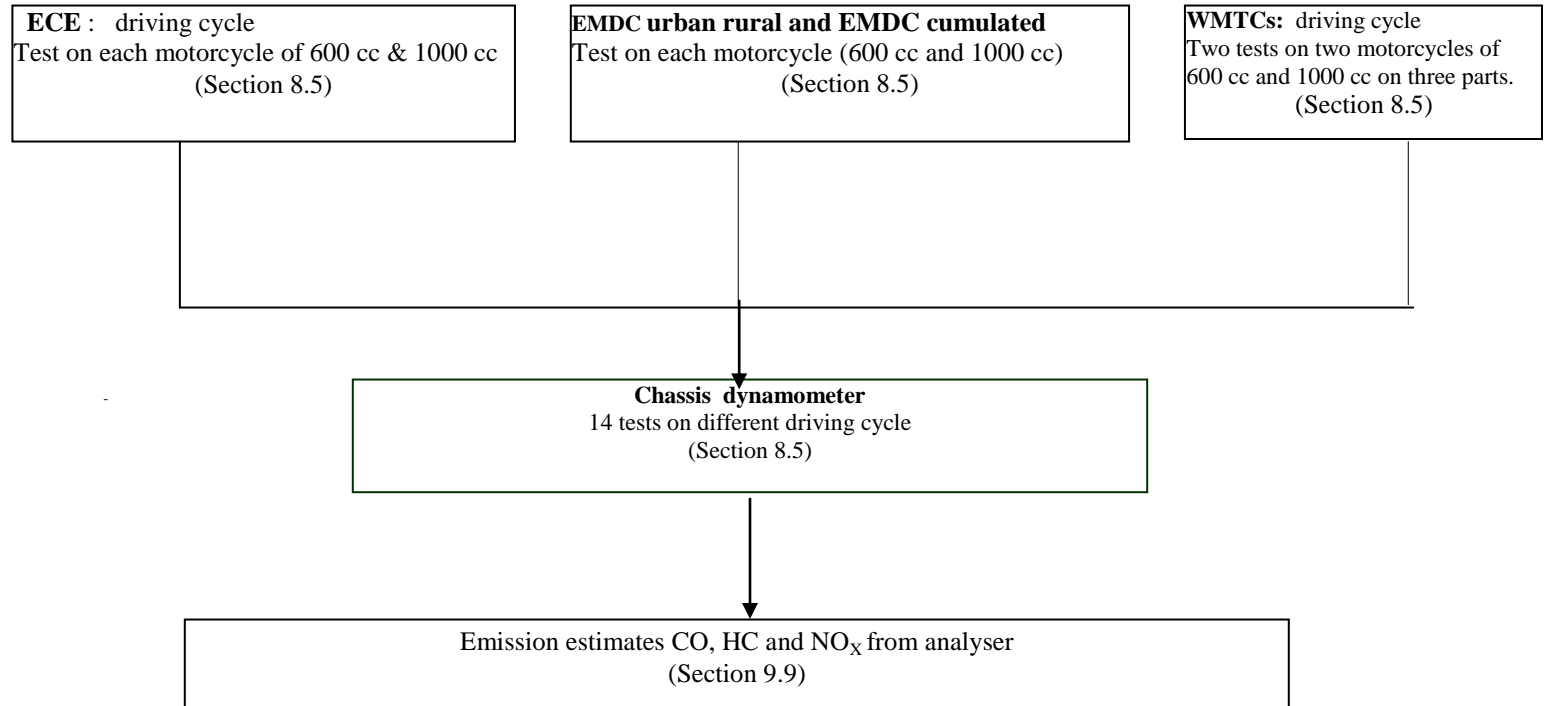 ECE : driving cycle
Test on each motorcycle of 600 cc & 1000 cc
(Section 8.5)
EMDC urban rural and EMDC cumulated
Test on each motorcycle (600 cc and 1000 cc)
(Section 8.5)
WMTCs: driving cycle
Two tests on two motorcycles of
600 cc and 1000 cc on three parts.
(Section 8.5)
Chassis dynamometer
14 tests on different driving cycle
(Section 8.5)
Emission estimates CO, HC and NOX from analyser
(Section 9.9)